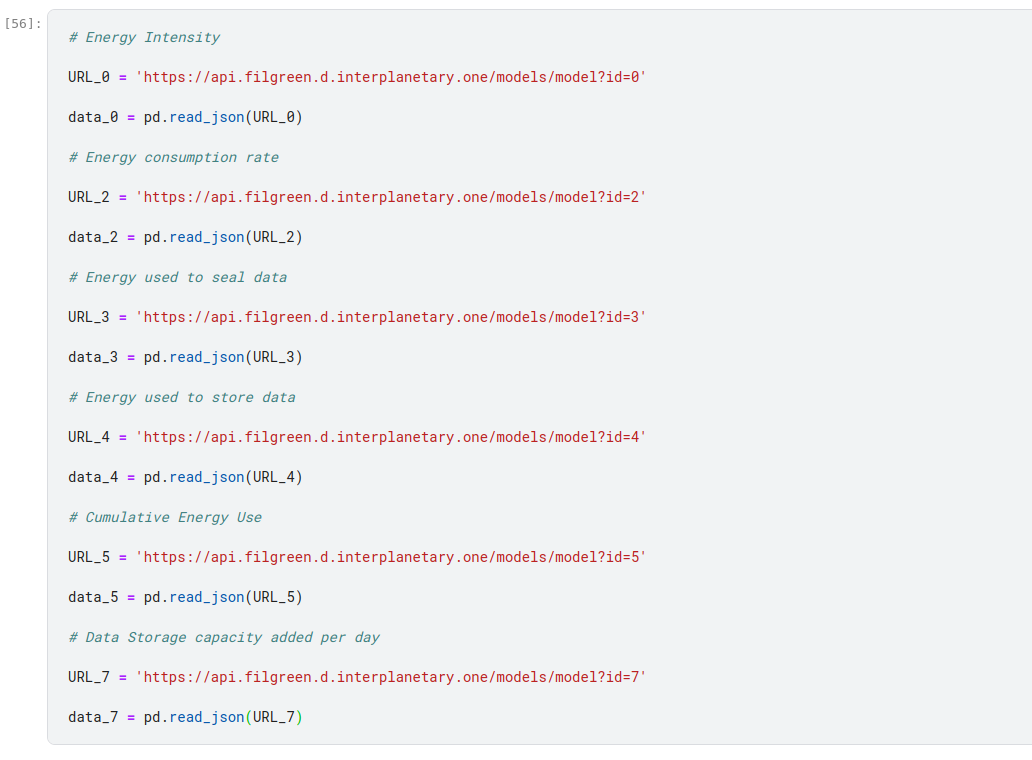 [56]:
# Energy Intensity
URL_0 = 'https://api.filgreen.d.interplanetary.one/models/model?id=0'
data_0 = pd.read_json(URL_0)
# Energy consumption rate
URL_2 = 'https://api.filgreen.d.interplanetary.one/models/model?id=2'
data_2 = pd.read_json(URL_2)
# Energy used to seal data
URL_3 = 'https://api.filgreen.d.interplanetary.one/models/model?id=3'
data_3 = pd.read_json(URL_3)
# Energy used to store data
URL_4 = 'https://api.filgreen.d.interplanetary.one/models/model?id=4'
data_4 = pd.read_json(URL_4)
# Cumulative Energy Use
URL_5 = 'https://api.filgreen.d.interplanetary.one/models/model?id=5'
data_5 = pd.read_json(URL_5)
# Data Storage capacity added per day
URL_7 = 'https://api.filgreen.d.interplanetary.one/models/model?id=7'
data_7 = pd.read_json(URL_7)